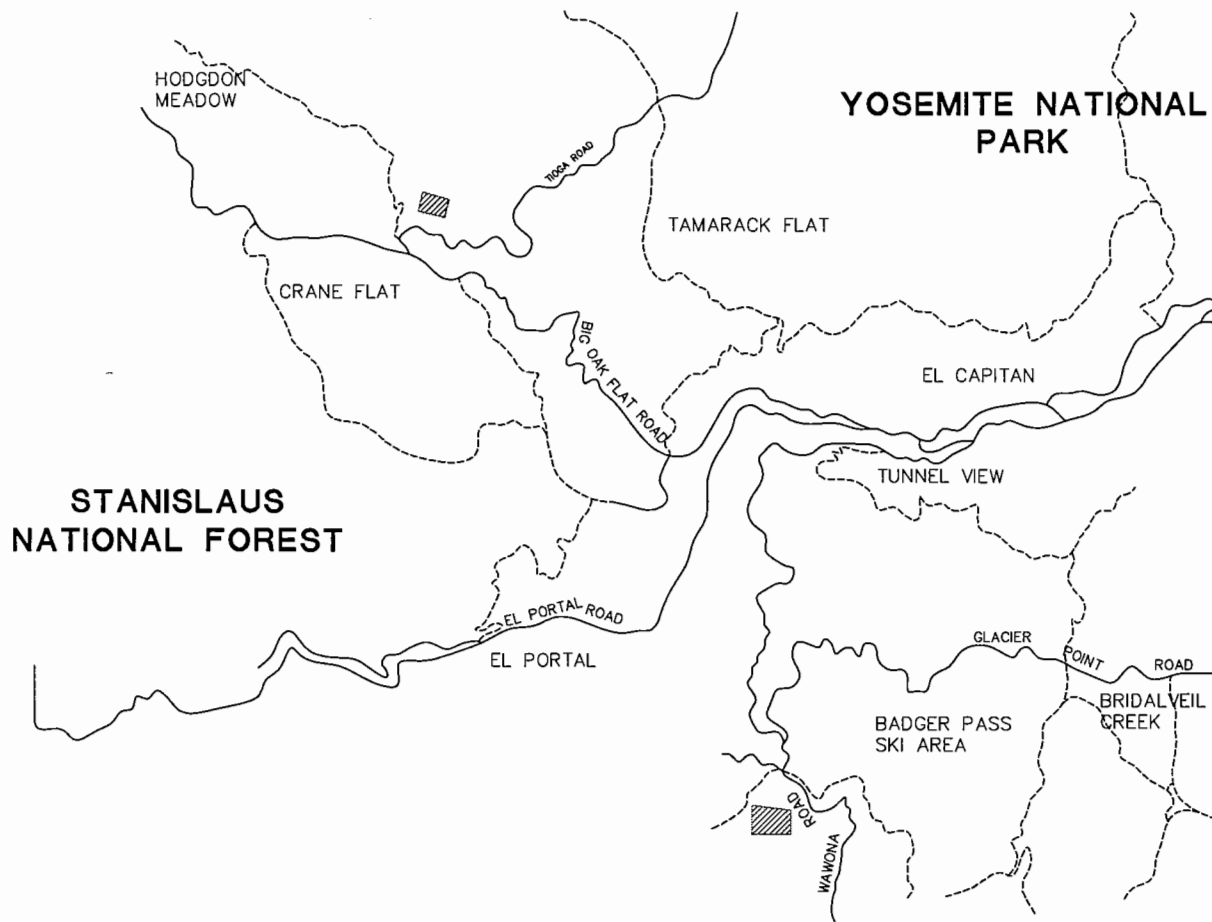 HODGDON
MEADOW
YOSEMITE NATIONAL
PARK
TIOGA ROAD
TAMARACK FLAT
CRANE FLAT
BIG OAK FLAT ROAD
EL CAPITAN
TUNNEL VIEW
STANISLAUS
NATIONAL FOREST
EL PORTAL ROAD
EL PORTAL
GLACIER POINT ROAD
BRIDALVEIL
CREEK
BADGER PASS
SKI AREA
WAWONA ROAD